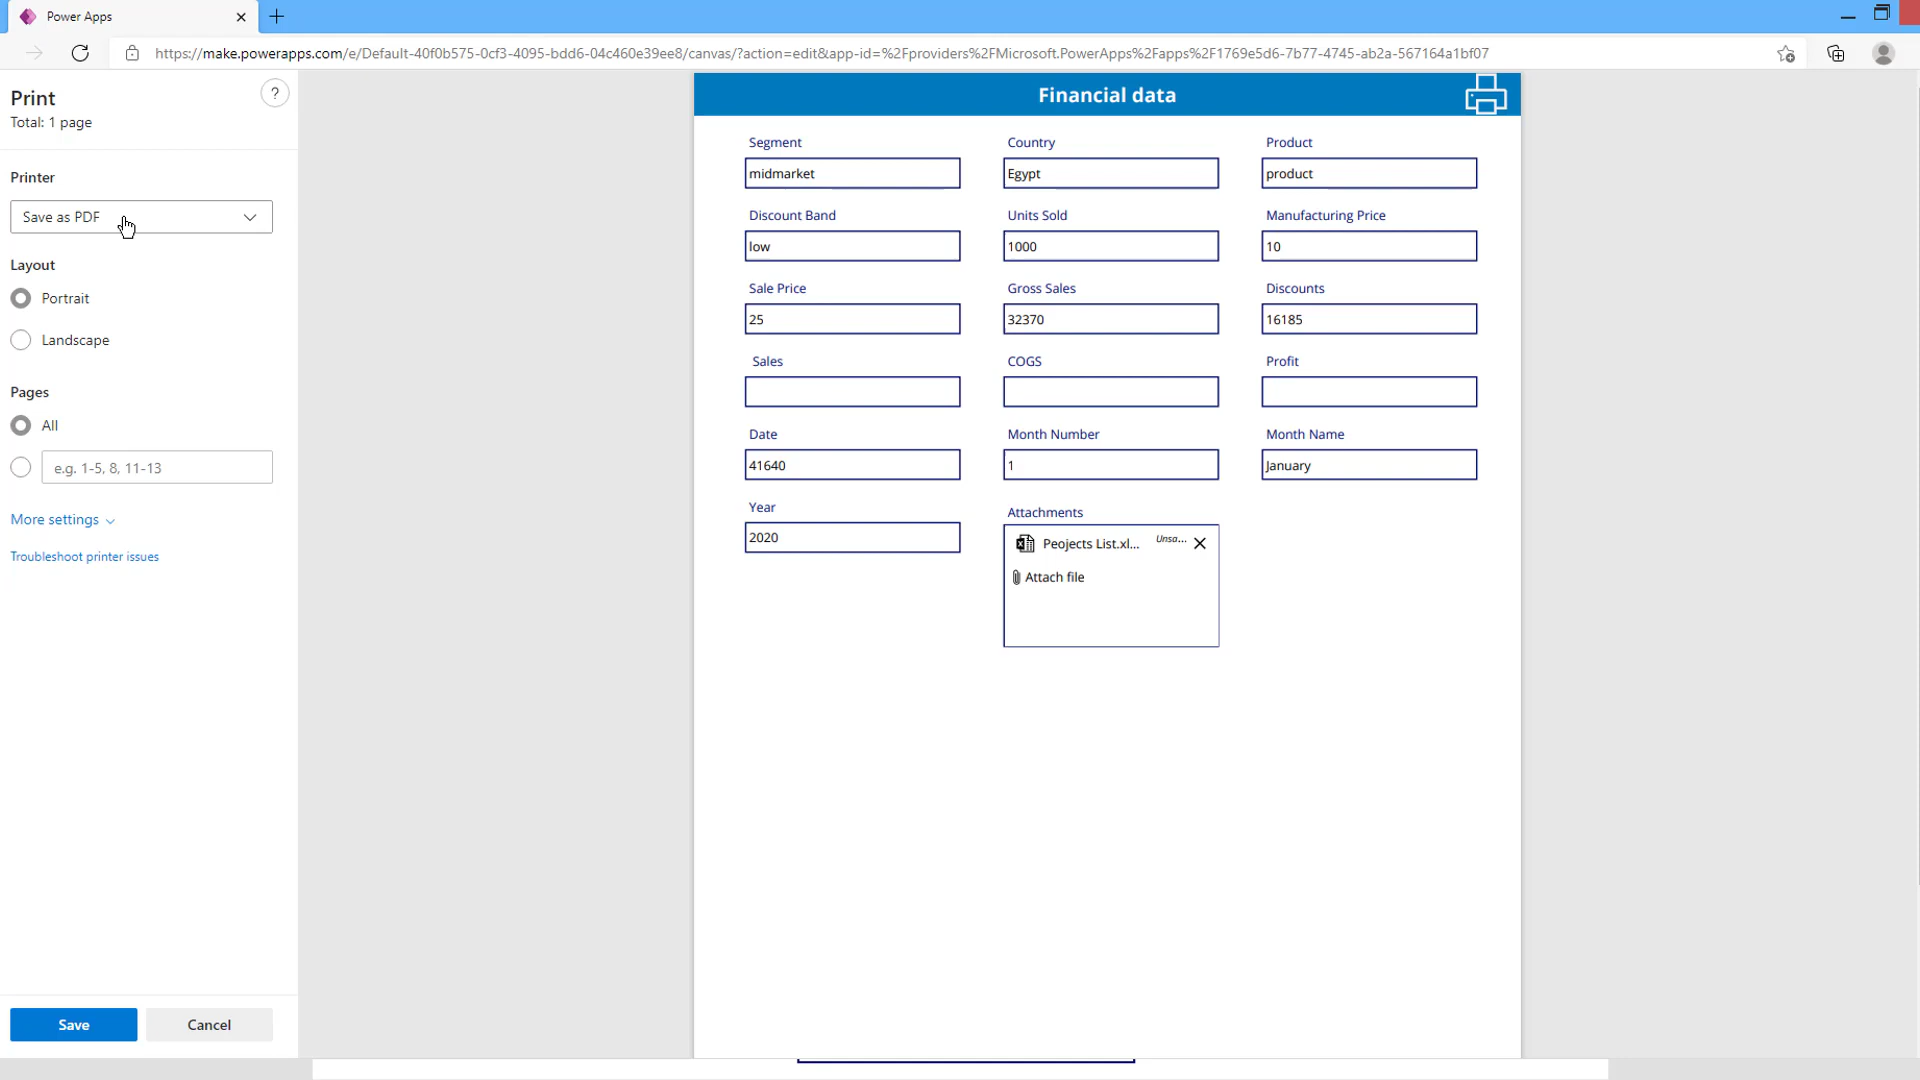 Power Apps
https://make.powerapps.com/e/Default-40f0b575-0cf3-4095-bdd6-04c460e39ee8/canvas/?action=edit&app-id=%2Fproviders%2FMicrosoft.PowerApps%2Fapps%2F1769e5d6-7b77-4745-ab2a-567164a1bf07
Print
?
Total: 1 page
Printer
Save as PDF
Layout
Portrait
Landscape
Pages
All
e.g. 1-5, 8, 11-13
More settings
Troubleshoot printer issues
Save Cancel
Financial data
Segment Country Product
midmarket Egypt product
Discount Band Units Sold Manufacturing Price
low 1000 10
Sale Price Gross Sales Discounts
25 32370 16185
Sales COGS Profit
Date Month Number Month Name
41640 1 January
Year Attachments
2020 Peojects List.xl... Unsa...
Attach file